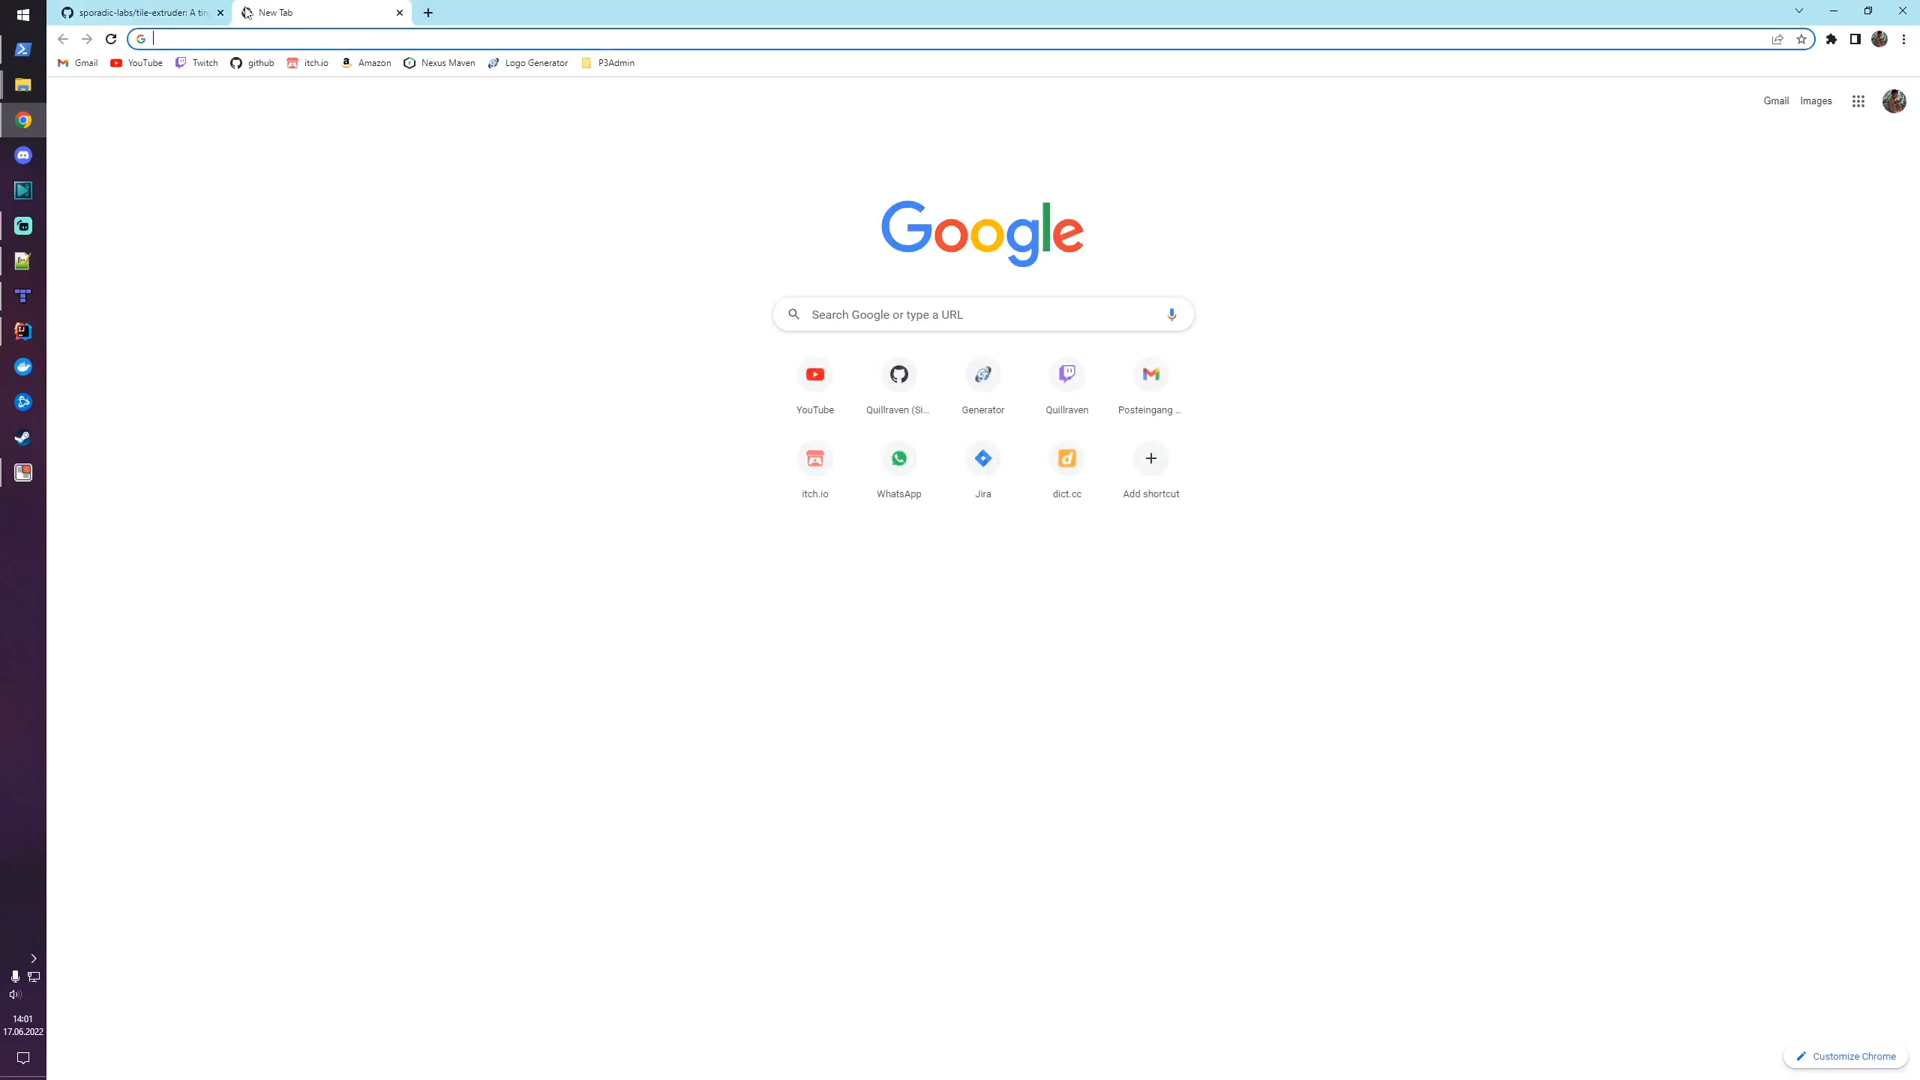 sporadic-labs/tile-extruder: A tin
New Tab
Gmail
YouTube
Twitch
github
itch.io
Amazon
Nexus Maven
Logo Generator
P3Admin
Gmail
Images
Google
Search Google or type a URL
YouTube
Quillraven (Si...
Generator
Quillraven
Posteingang ...
itch.io
WhatsApp
Jira
dict.cc
Add shortcut
14:01
17.06.2022
Customize Chrome